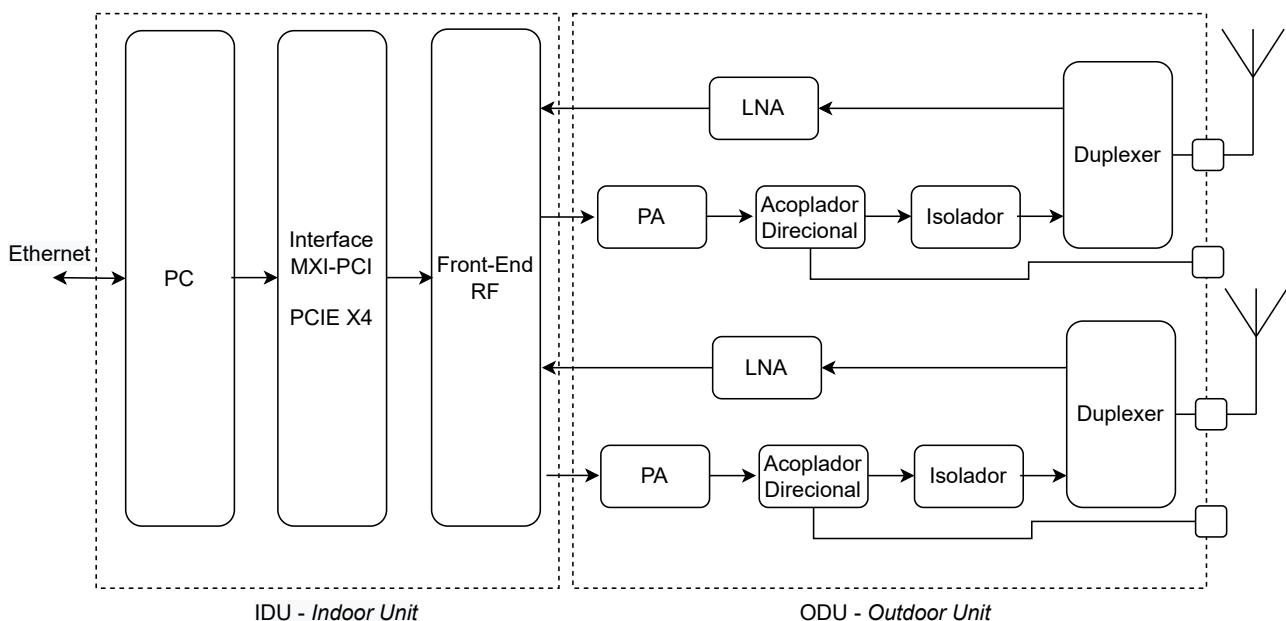 Ethernet
PC
Interface
MXI-PCI
PCIE X4
Front-End
RF
LNA
Duplexer
PA
Acoplador
Direcional
Isolador
LNA
Duplexer
PA
Acoplador
Direcional
Isolador
IDU - Indoor Unit
ODU - Outdoor Unit